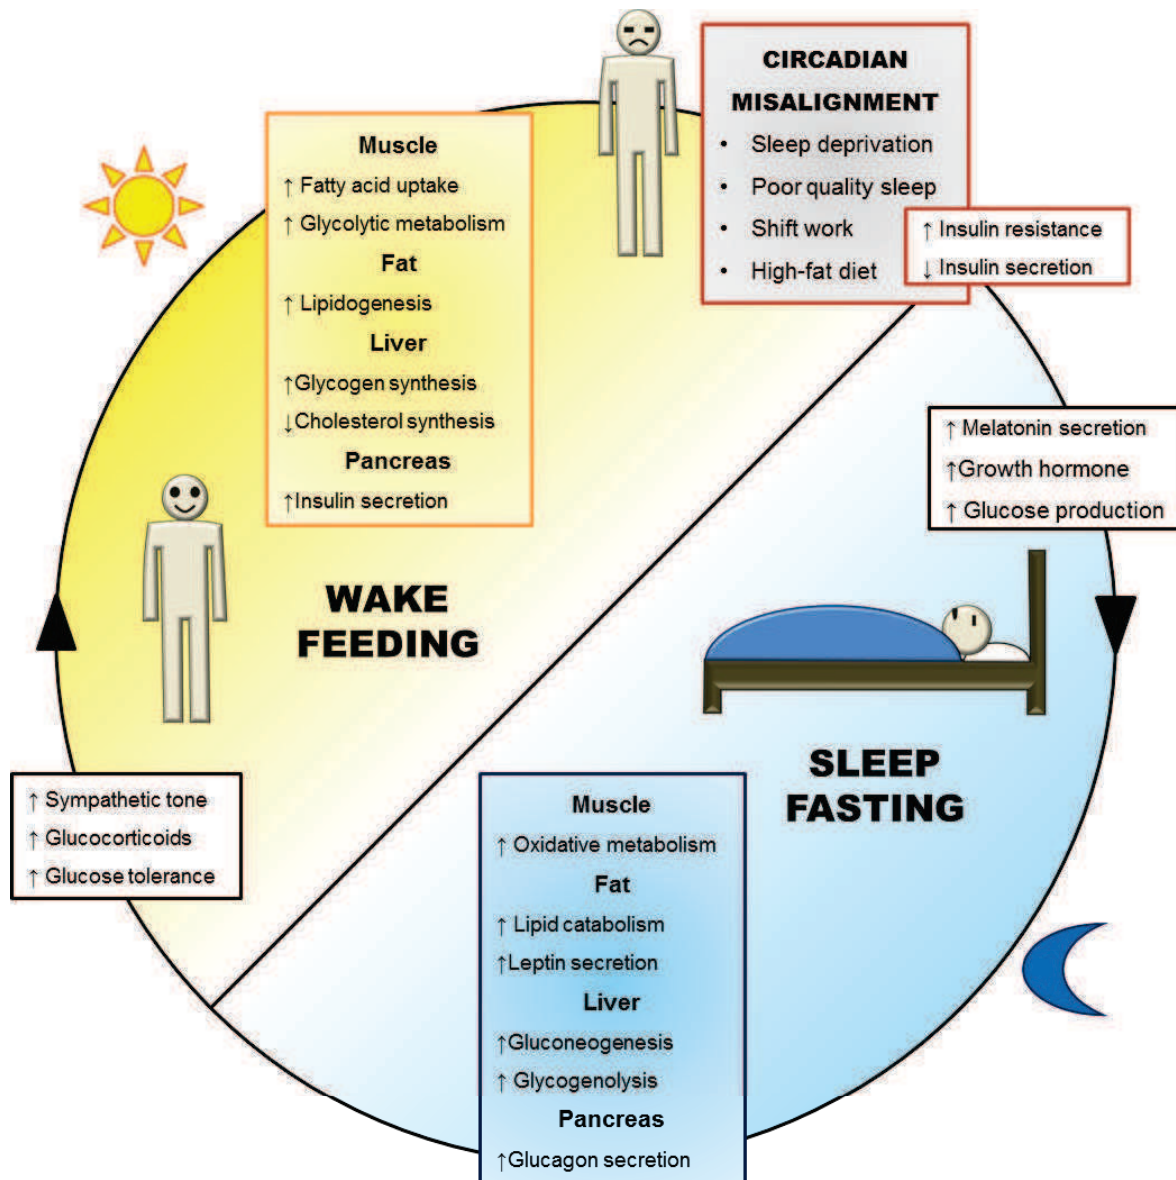 CIRCADIAN
MISALIGNMENT
• Sleep deprivation
• Poor quality sleep
• Shift work
• High-fat diet
↑ Insulin resistance
↓ Insulin secretion
Muscle
↑ Fatty acid uptake
↑ Glycolytic metabolism
Fat
↑ Lipidogenesis
Liver
↑Glycogen synthesis
↓Cholesterol synthesis
Pancreas
↑Insulin secretion
↑ Melatonin secretion
↑Growth hormone
↑ Glucose production
WAKE
FEEDING
SLEEP
FASTING
↑ Sympathetic tone
↑ Glucocorticoids
↑ Glucose tolerance
Muscle
↑ Oxidative metabolism
Fat
↑ Lipid catabolism
↑Leptin secretion
Liver
↑Gluconeogenesis
↑ Glycogenolysis
Pancreas
↑Glucagon secretion